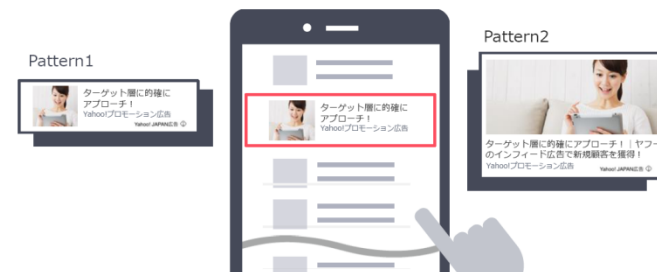 Pattern1
ターゲット層に的確に
アプローチ！
Yahoo!プロモーション広告
Yahoo! JAPAN広告
ターゲット層に的確に
アプローチ！
Yahoo!プロモーション広告
Pattern2
ターゲット層に的確にアプローチ！｜ヤフー
のインフィード広告で新規顧客を獲得！
Yahoo!プロモーション広告
Yahoo! JAPAN広告